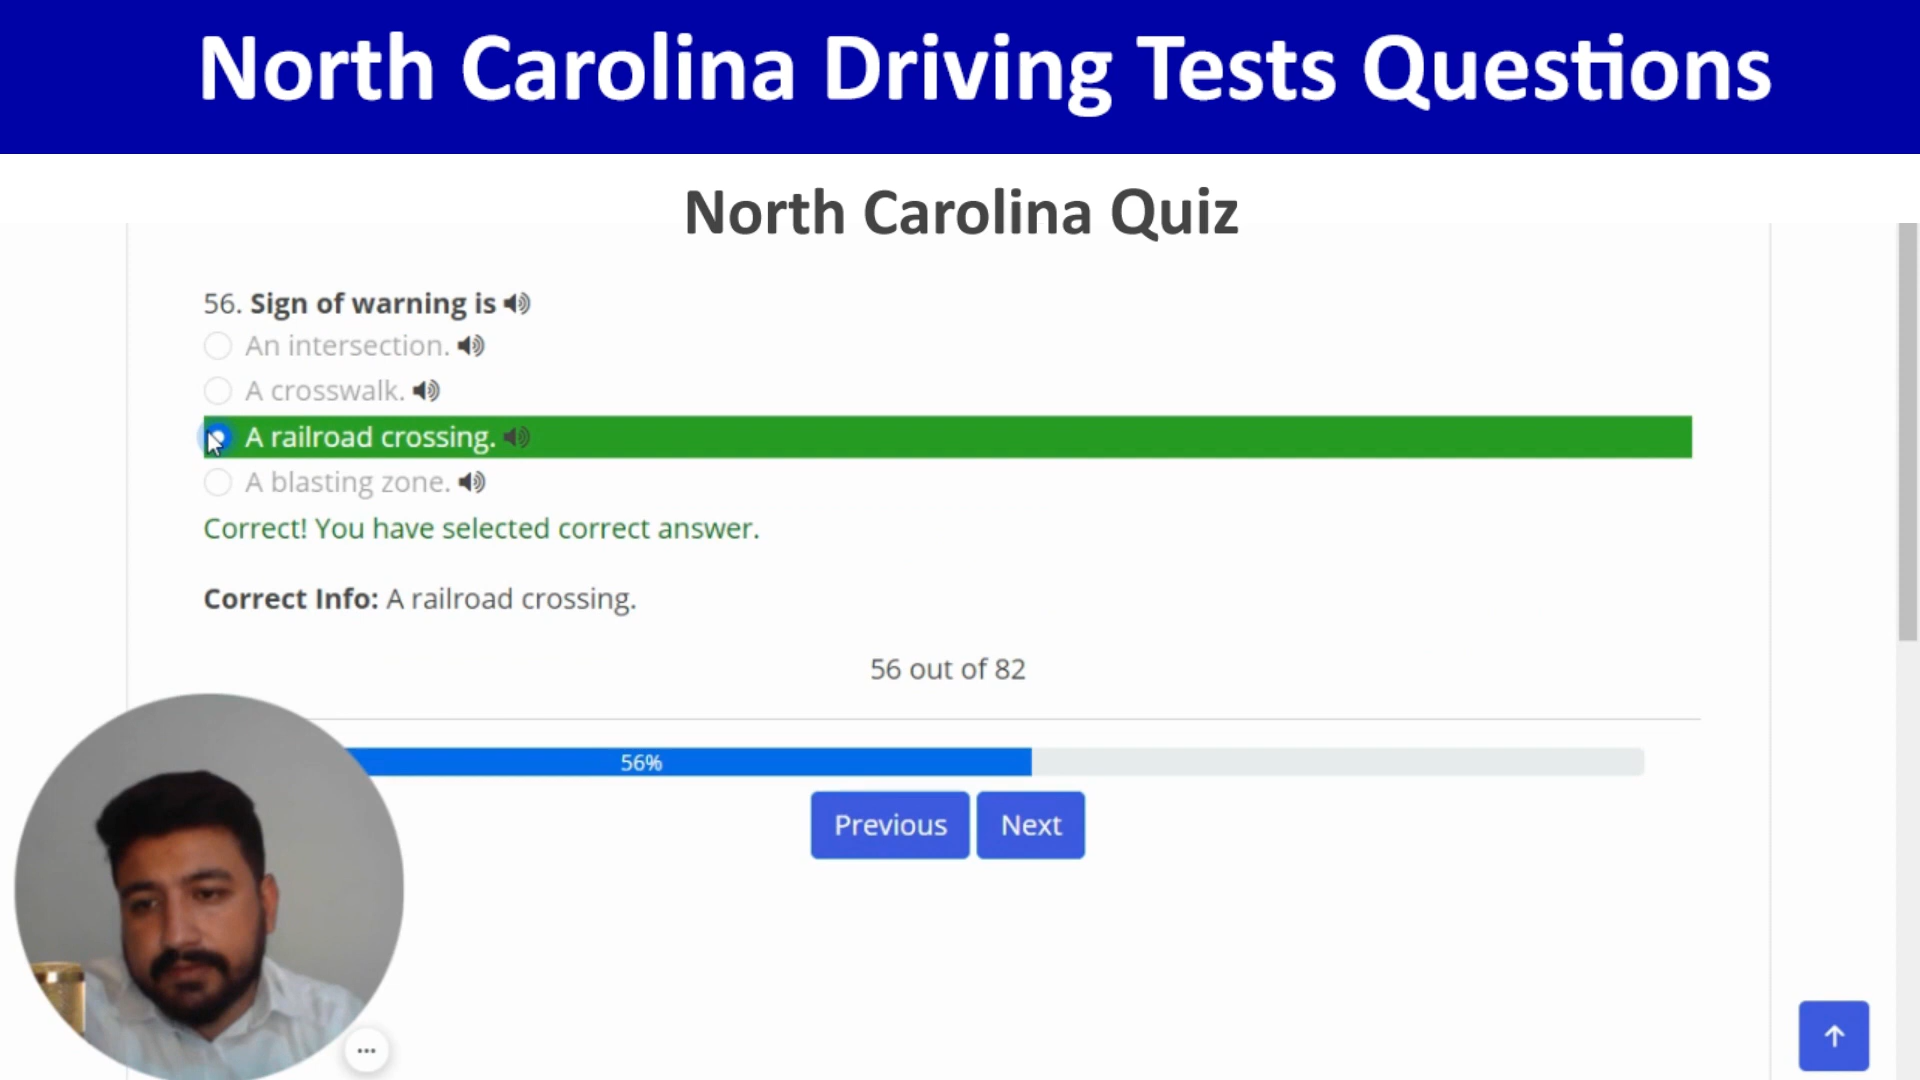 North Carolina Driving Tests Questions
North Carolina Quiz
56. Sign of warning is
An intersection.
A crosswalk.
A railroad crossing.
A blasting zone.
Correct! You have selected correct answer.
Correct Info: A railroad crossing.
56 out of 82
56%
Previous Next